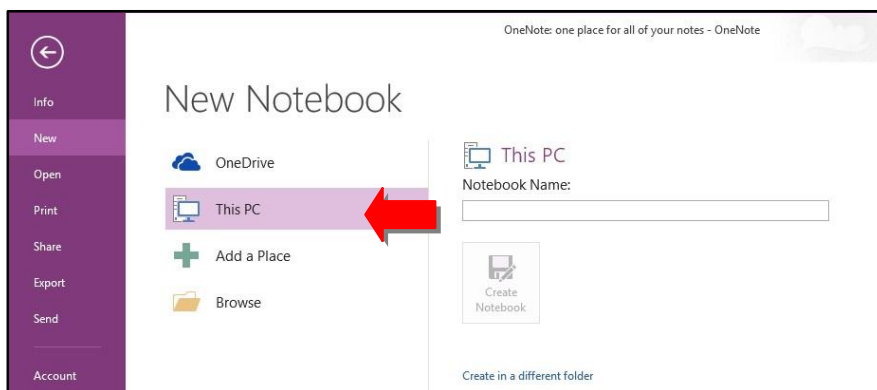 OneNote: one place for all of your notes - OneNote
Info
New
Open
Print
Share
Export
Send
Account
New Notebook
OneDrive
This PC
Add a Place
Browse
This PC
Notebook Name:
Create
Notebook
Create in a different folder